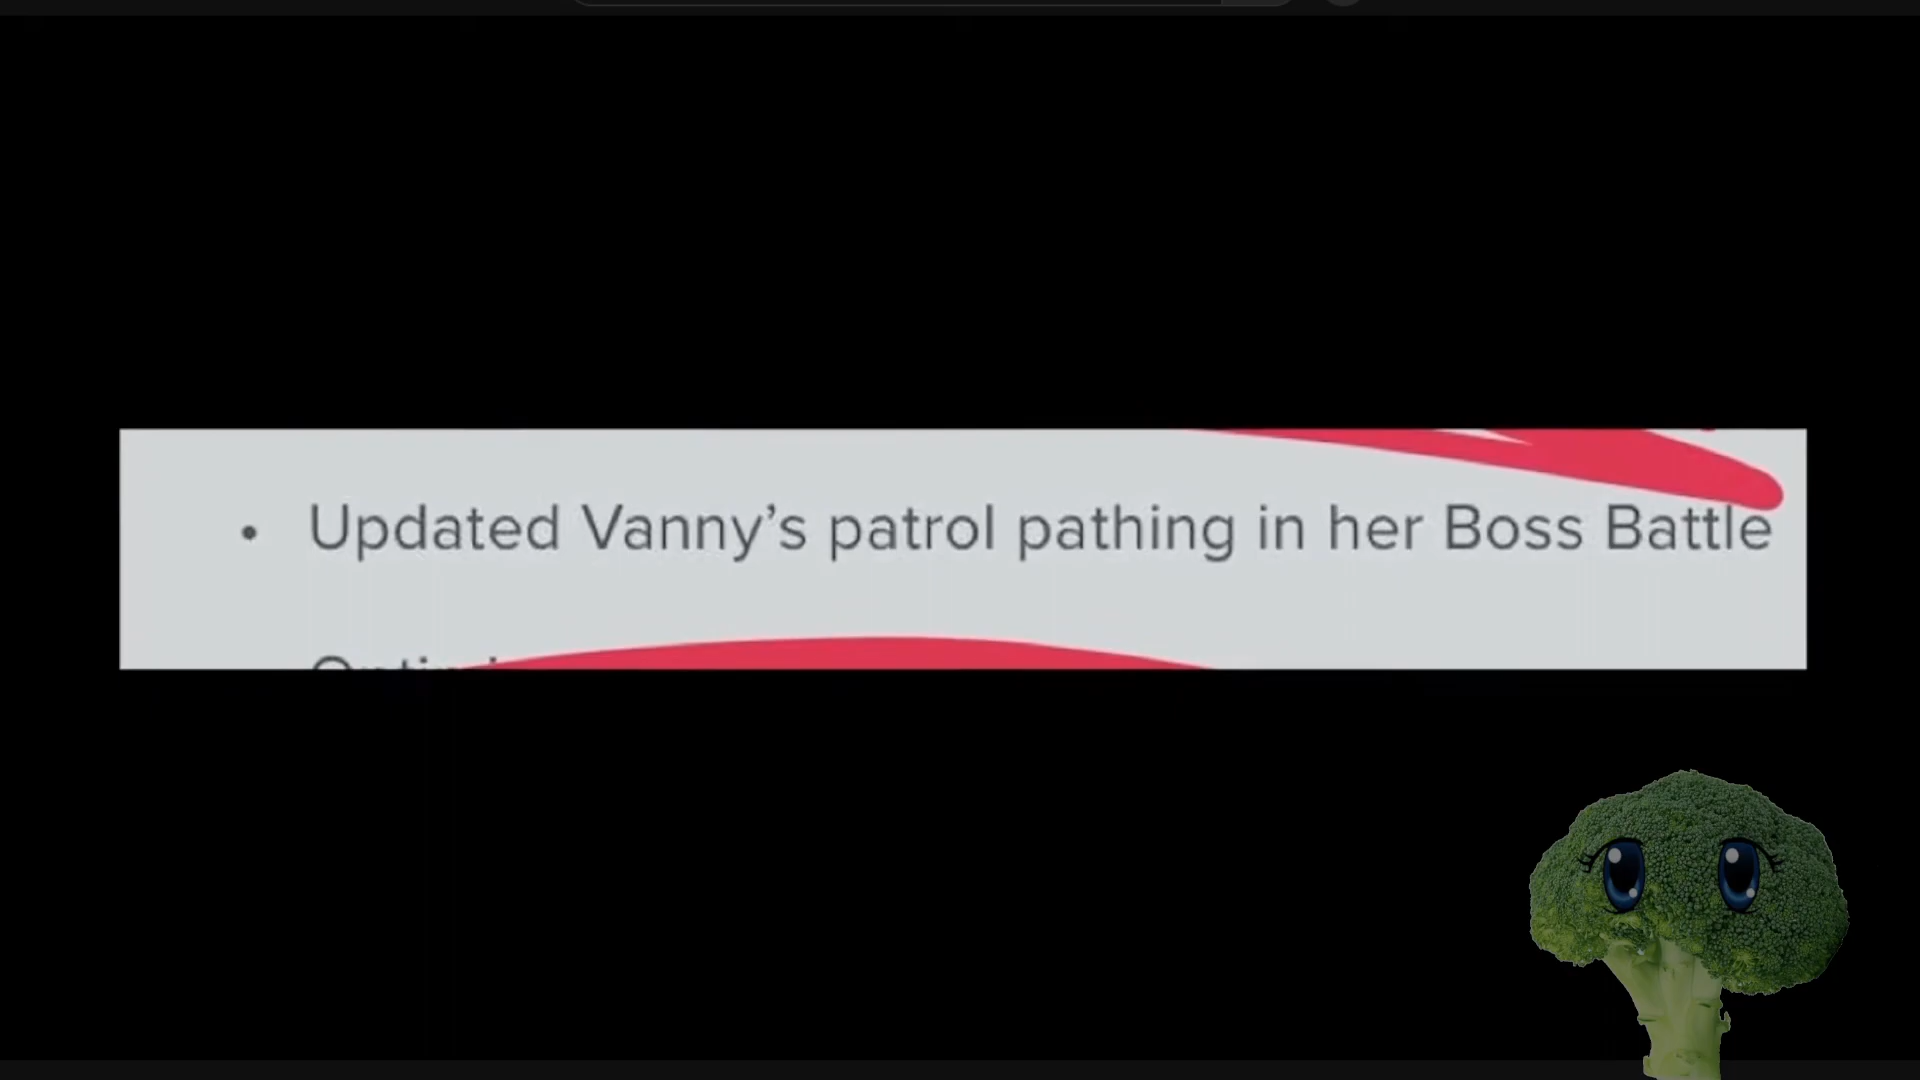 • Updated Vanny’s patrol pathing in her Boss Battle